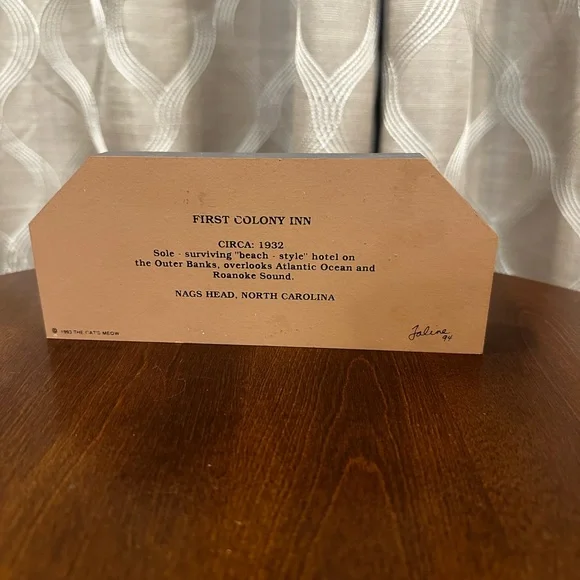 FIRST COLONY INN
CIRCA: 1932
Sole - surviving "beach - style" hotel on
the Outer Banks, overlooks Atlantic Ocean and
Roanoke Sound.
NAGS HEAD, NORTH CAROLINA
© 1983 THE CAT'S MEOW
Faline
94